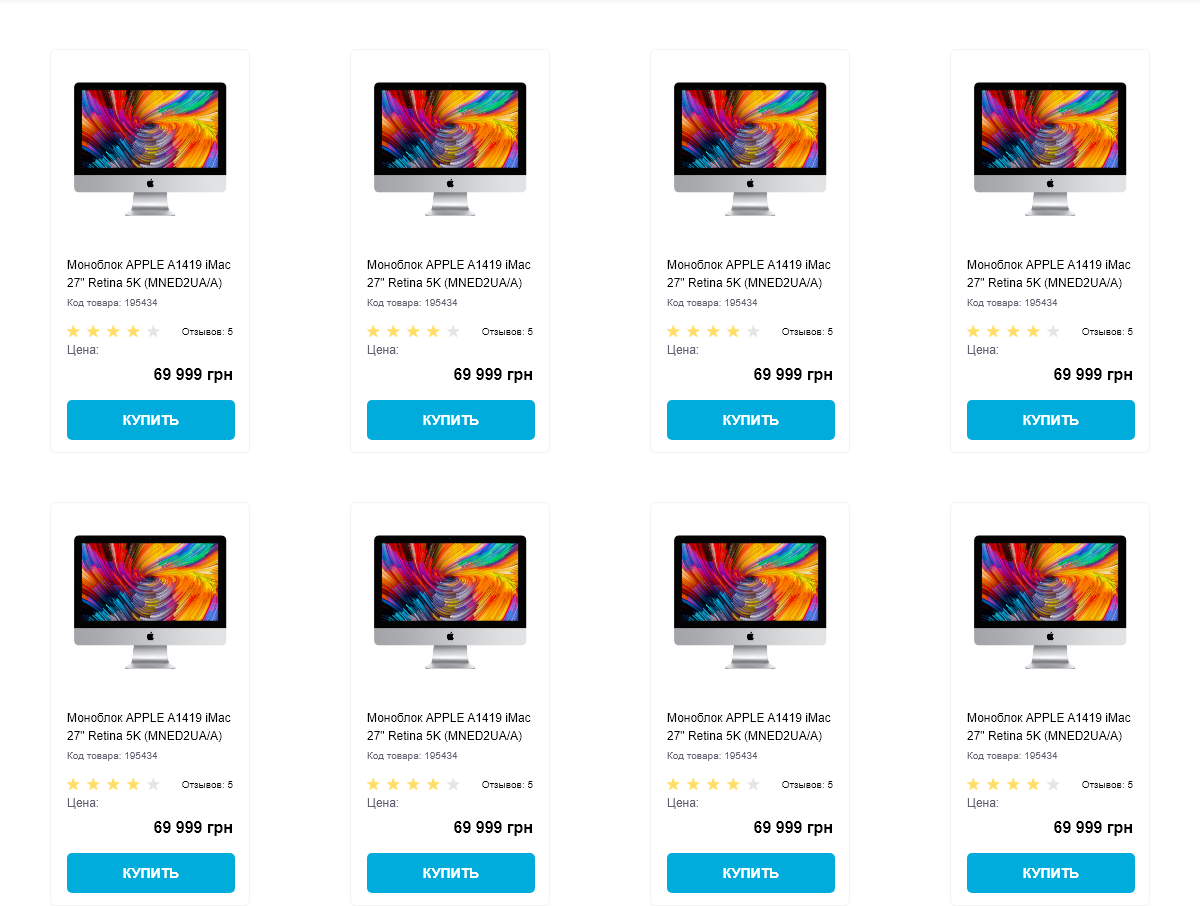 Моноблок APPLE A1419 iMac
27" Retina 5K (MNED2UA/A)
Код товара: 195434
Отзывов: 5
Цена:
69 999 грн
КУПИТЬ
Моноблок APPLE A1419 iMac
27" Retina 5K (MNED2UA/A)
Код товара: 195434
Отзывов: 5
Цена:
69 999 грн
КУПИТЬ
Моноблок APPLE A1419 iMac
27" Retina 5K (MNED2UA/A)
Код товара: 195434
Отзывов: 5
Цена:
69 999 грн
КУПИТЬ
Моноблок APPLE A1419 iMac
27" Retina 5K (MNED2UA/A)
Код товара: 195434
Отзывов: 5
Цена:
69 999 грн
КУПИТЬ
Моноблок APPLE A1419 iMac
27" Retina 5K (MNED2UA/A)
Код товара: 195434
Отзывов: 5
Цена:
69 999 грн
КУПИТЬ
Моноблок APPLE A1419 iMac
27" Retina 5K (MNED2UA/A)
Код товара: 195434
Отзывов: 5
Цена:
69 999 грн
КУПИТЬ
Моноблок APPLE A1419 iMac
27" Retina 5K (MNED2UA/A)
Код товара: 195434
Отзывов: 5
Цена:
69 999 грн
КУПИТЬ
Моноблок APPLE A1419 iMac
27" Retina 5K (MNED2UA/A)
Код товара: 195434
Отзывов: 5
Цена:
69 999 грн
КУПИТЬ